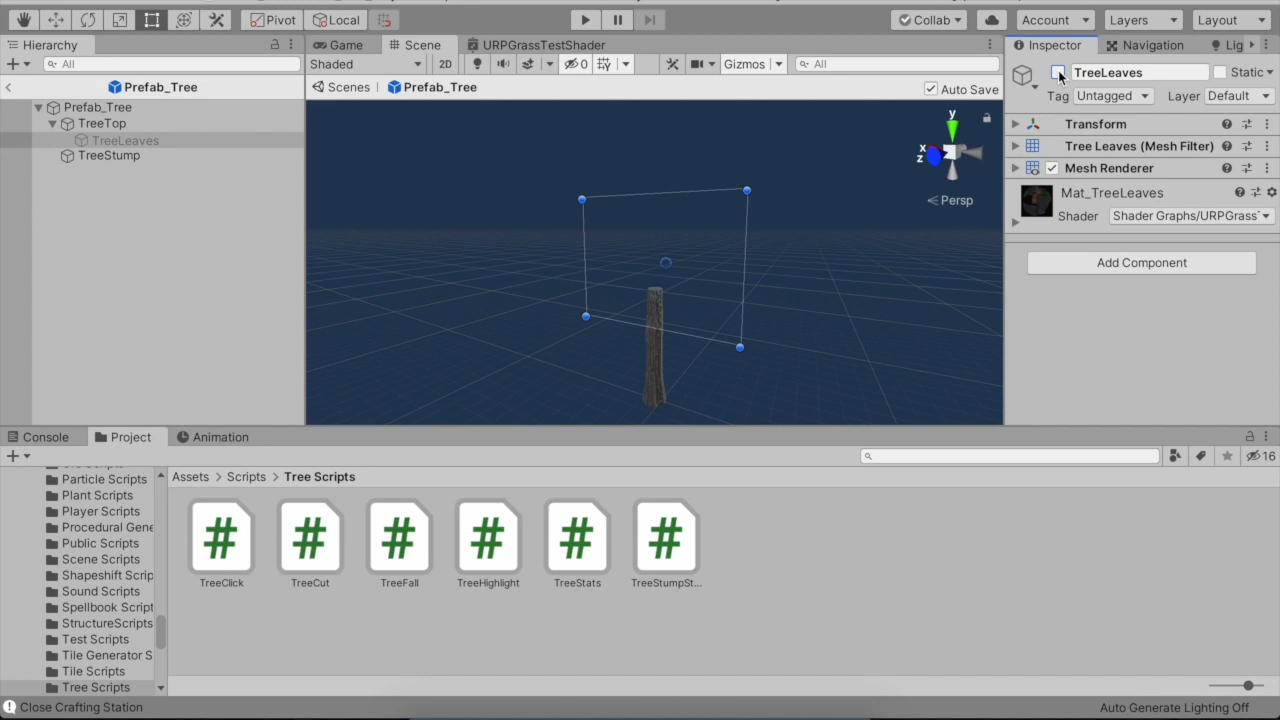 Pivot Local Collab Account Layers Layout
Hierarchy Game Scene URPGrassTestShader Inspector Navigation Lig
All Shaded 2D 0 Gizmos All
Prefab_Tree Scenes Prefab_Tree Auto Save
TreeLeaves Static
Tag Untagged Layer Default
Prefab_Tree
TreeTop
TreeLeaves
TreeStump
y
x
z
Persp
Transform
Tree Leaves (Mesh Filter)
Mesh Renderer
Mat_TreeLeaves
Shader Shader Graphs/URPGrass
Add Component
Console Project Animation
16
Particle Scripts
Plant Scripts
Player Scripts
Procedural Gene
Public Scripts
Scene Scripts
Shapeshift Scrip
Sound Scripts
Spellbook Script
StructureScripts
Test Scripts
Tile Generator S
Tile Scripts
Tree Scripts
Assets > Scripts > Tree Scripts
# # # # # #
TreeClick TreeCut TreeFall TreeHighlight TreeStats TreeStumpSt...
Close Crafting Station Auto Generate Lighting Off